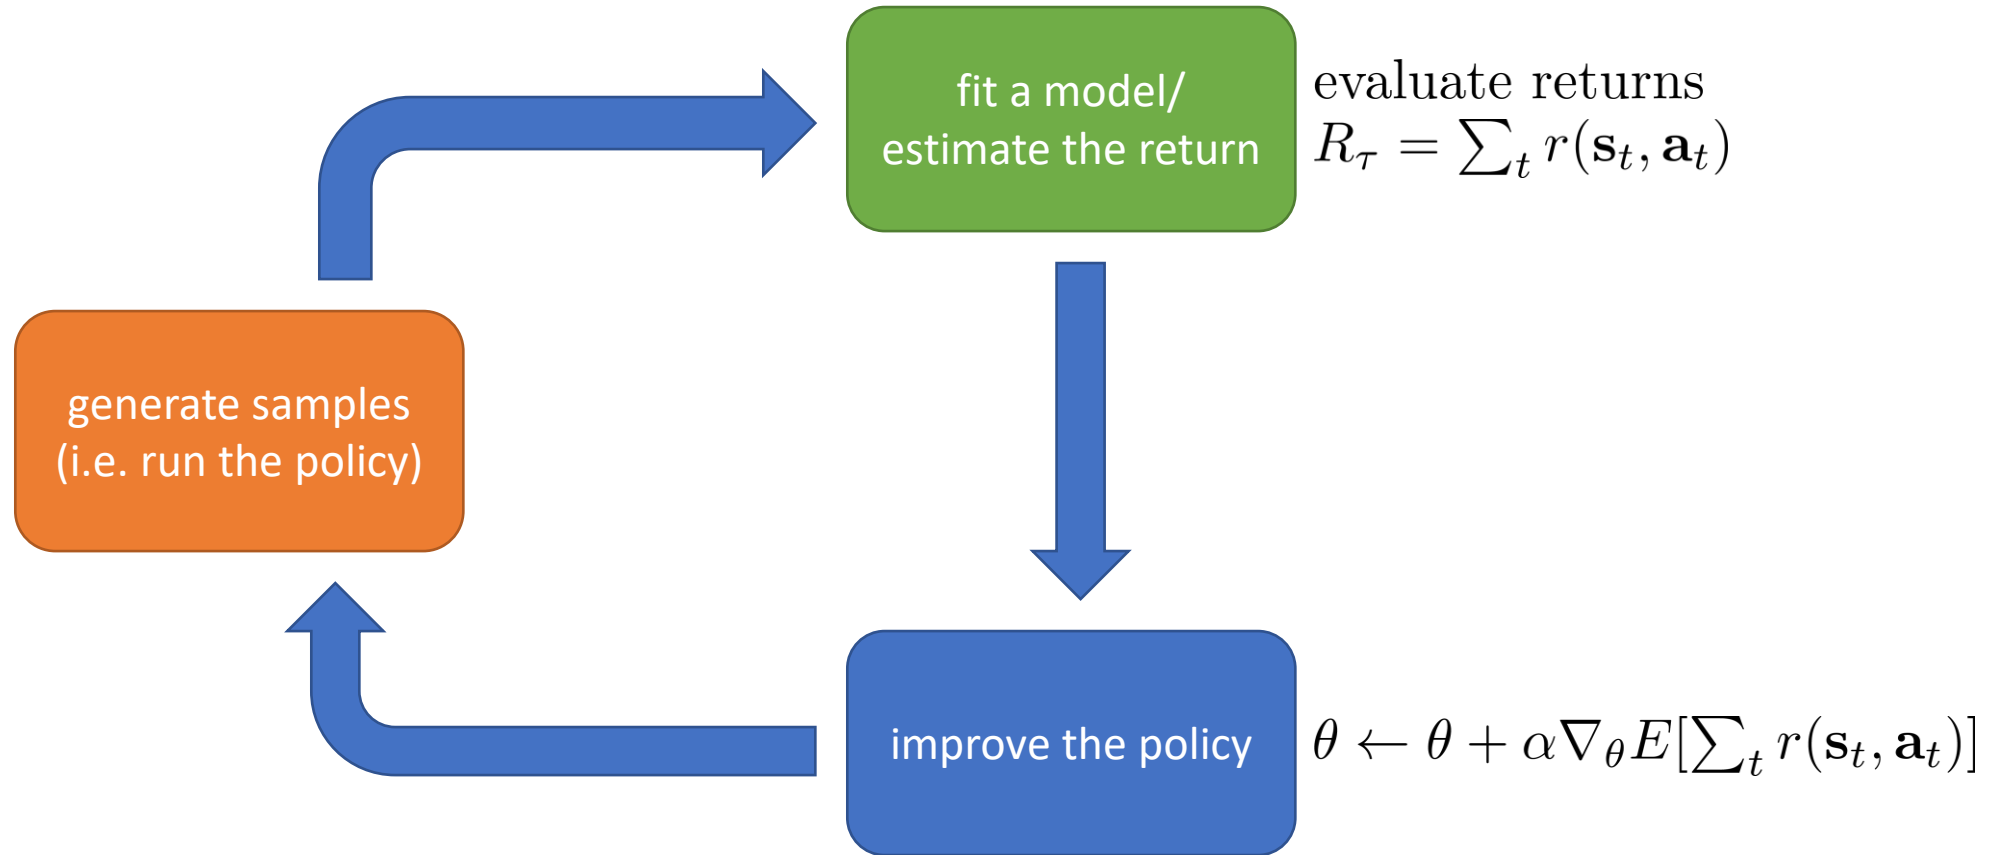 fit a model/
estimate the return
evaluate returns
R_τ = ∑_t r(𝐬_t, 𝐚_t)
generate samples
(i.e. run the policy)
improve the policy
θ ← θ + α∇_θ E[∑_t r(𝐬_t, 𝐚_t)]